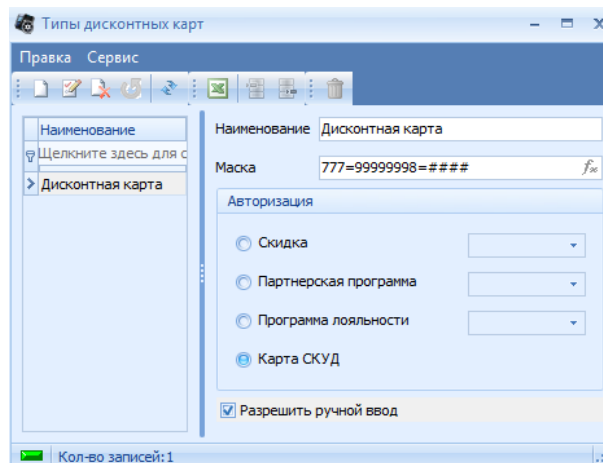 Типы дисконтных карт
Правка Сервис
Наименование
Щелкните здесь для с
Дисконтная карта
Наименование Дисконтная карта
Маска 777=99999998=####
Авторизация
Скидка
Партнерская программа
Программа лояльности
Карта СКУД
Разрешить ручной ввод
Кол-во записей:1